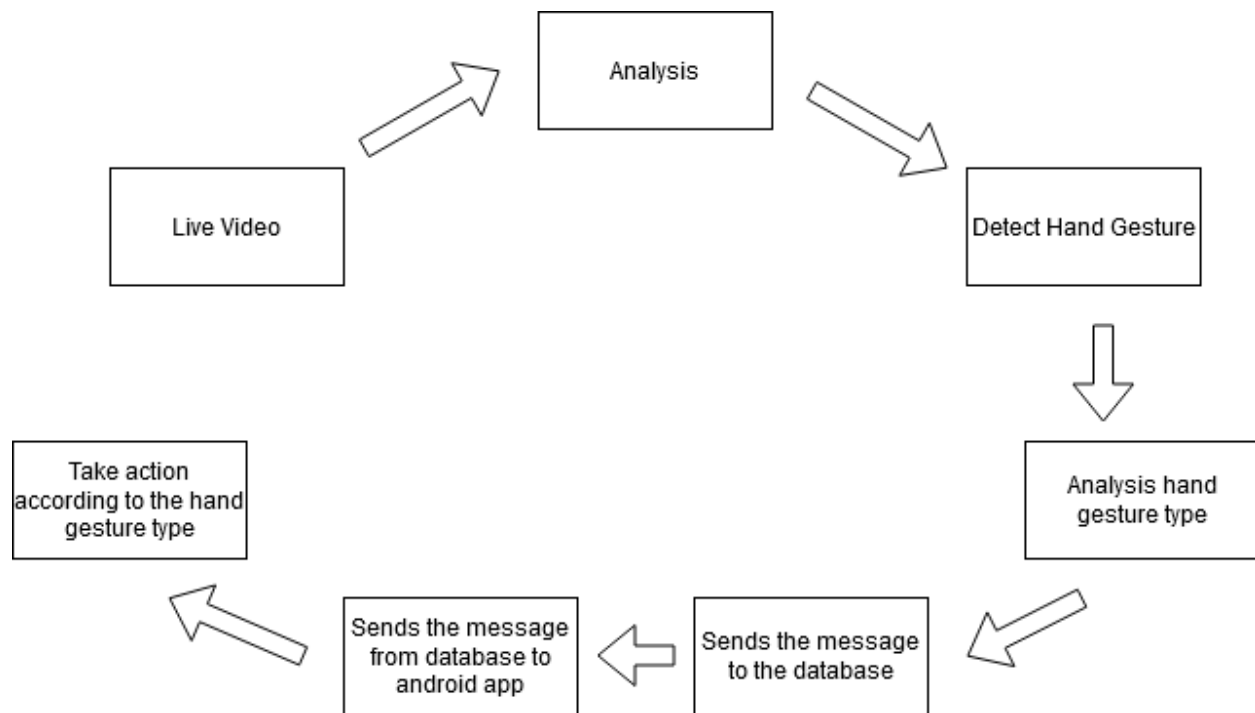 Analysis
Live Video
Detect Hand Gesture
Analysis hand
gesture type
Sends the message
to the database
Sends the message
from database to
android app
Take action
according to the hand
gesture type